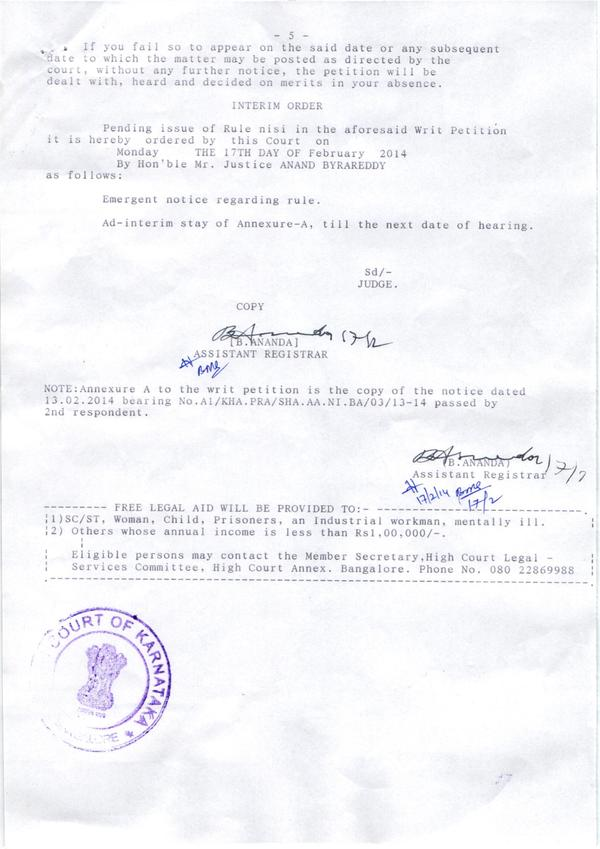 - 5 -
If you fail so to appear on the said date or any subsequent
date to which the matter may be posted as directed by the
court, without any further notice, the petition will be
dealt with, heard and decided on merits in your absence.
INTERIM ORDER
Pending issue of Rule nisi in the aforesaid Writ Petition
it is hereby ordered by this Court on
Monday THE 17TH DAY OF February 2014
By Hon'ble Mr. Justice ANAND BYRAREDDY
as follows:
Emergent notice regarding rule.
Ad-interim stay of Annexure-A, till the next date of hearing.
Sd/-
JUDGE.
COPY
17/2
[B.ANANDA]
ASSISTANT REGISTRAR
NOTE:Annexure A to the writ petition is the copy of the notice dated
13.02.2014 bearing No.A1/KHA.PRA/SHA.AA.NI.BA/03/13-14 passed by
2nd respondent.
(B.ANANDA)
Assistant Registrar
17/2/14
17/2
FREE LEGAL AID WILL BE PROVIDED TO:-
1)SC/ST, Woman, Child, Prisoners, an Industrial workman, mentally ill.
2) Others whose annual income is less than Rs1,00,000/-.
Eligible persons may contact the Member Secretary,High Court Legal -
Services Committee, High Court Annex. Bangalore. Phone No. 080 22869988
COURT OF KARNATAKA